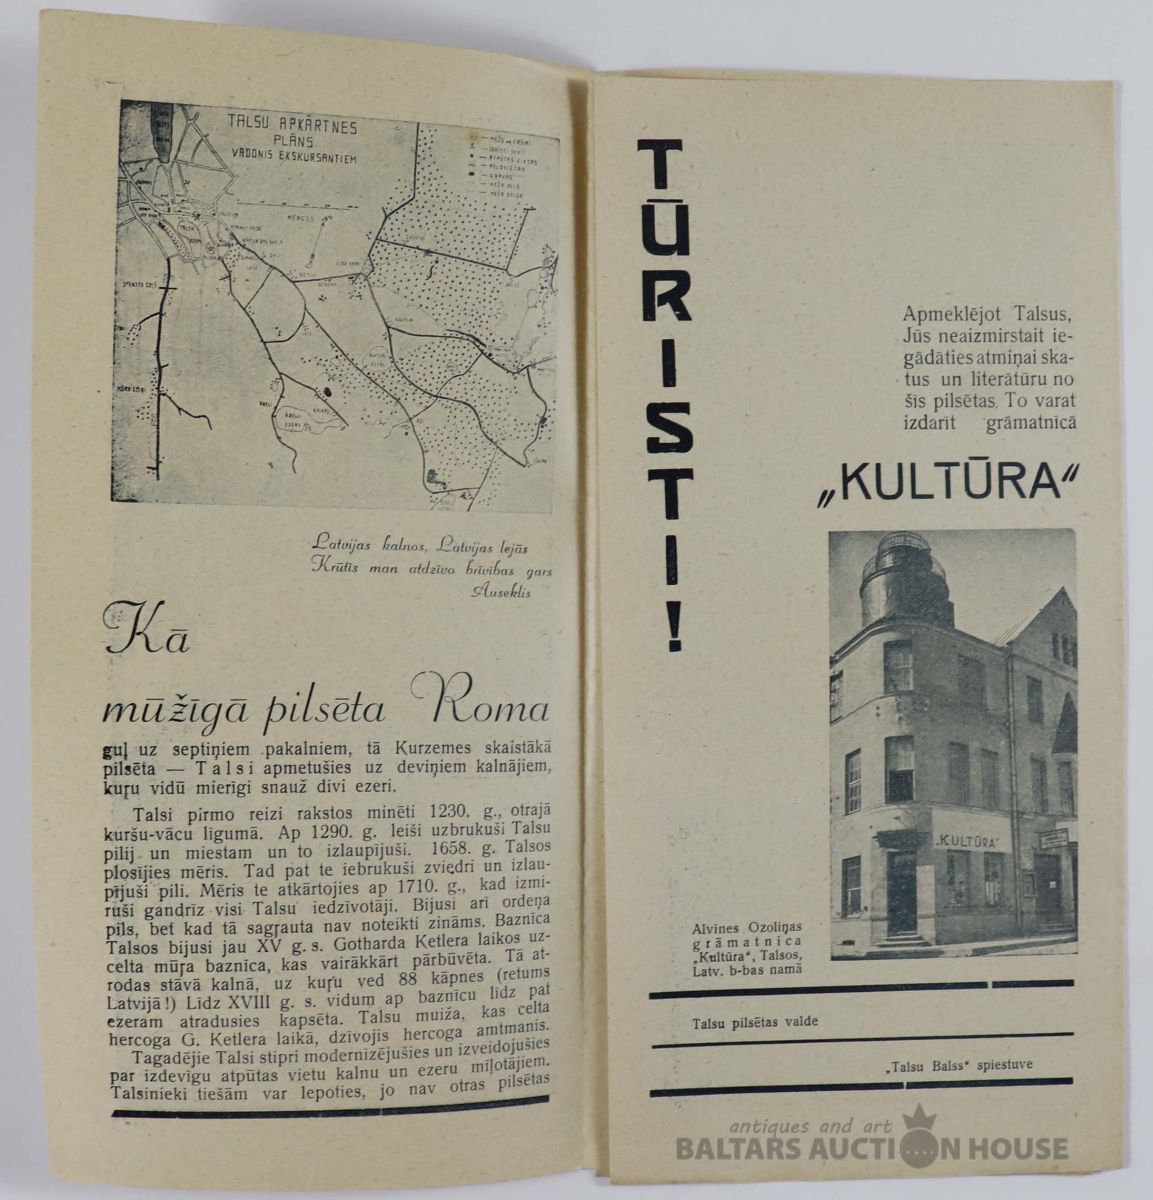 TALSU APKĀRTNES
PLĀNS
VADONIS EKSKURSANTIEM
MĒROGS
TALSU
EZERS
Latvijas kalnos, Latvijas lejās
Krūtīs man atdzīvo brīvības gars
Auseklis
Kā
mūžīgā pilsēta Roma
guļ uz septiņiem pakalniem, tā Kurzemes skaistākā
pilsēta — Talsi apmetušies uz deviņiem kalnājiem,
kuŗu vidū mierīgi snauž divi ezeri.
Talsi pirmo reizi rakstos minēti 1230. g., otrajā
kuršu-vācu līgumā. Ap 1290. g. leiši uzbrukuši Talsu
pilij un miestam un to izlaupījuši. 1658. g. Talsos
plosījies mēris. Tad pat te iebrukuši zviedri un izlau-
pījuši pili. Mēris te atkārtojies ap 1710. g., kad izmi-
ruši gandrīz visi Talsu iedzīvotāji. Bijusi arī ordeņa
pils, bet kad tā sagŗauta nav noteikti zināms. Baznīca
Talsos bijusi jau XV g. s. Gotharda Ketlera laikos uz-
celta mūŗa baznīca, kas vairākkārt pārbūvēta. Tā at-
rodas stāvā kalnā, uz kuŗu ved 88 kāpnes (retums
Latvijā!) Līdz XVIII g. s. vidum ap baznīcu līdz pat
ezeram atradusies kapsēta. Talsu muiža, kas celta
hercoga G. Ketlera laikā, dzīvojis hercoga amtmanis.
Tagadējie Talsi stipri modernizējušies un izveidojušies
par izdevīgu atpūtas vietu kalnu un ezeru mīļotājiem.
Talsinieki tiešām var lepoties, jo nav otras pilsētas
TŪRISTI!
Apmeklējot Talsus,
Jūs neaizmirstait ie-
gādāties atmiņai ska-
tus un literātūru no
šīs pilsētas. To varat
izdarīt grāmatnīcā
„KULTŪRA“
„KULTŪRA“
Alvines Ozoliņas
grāmatnīca
„Kultūra“, Talsos,
Latv. b-bas namā
Talsu pilsētas valde
„Talsu Balss“ spiestuve
antiques and art
BALTARS AUCTION HOUSE